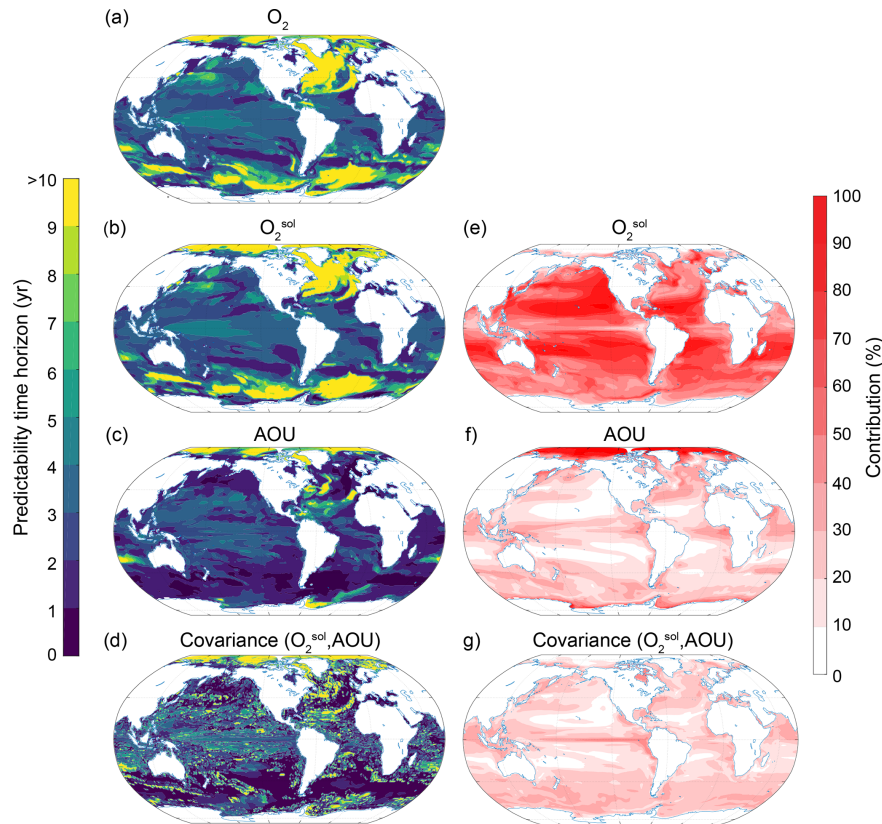 (a) O₂
(b) O₂ˢᵒˡ
(e) O₂ˢᵒˡ
(c) AOU
(f) AOU
(d) Covariance (O₂ˢᵒˡ,AOU)
(g) Covariance (O₂ˢᵒˡ,AOU)
Predictability time horizon (yr)
>10
9
8
7
6
5
4
3
2
1
0
Contribution (%)
100
90
80
70
60
50
40
30
20
10
0